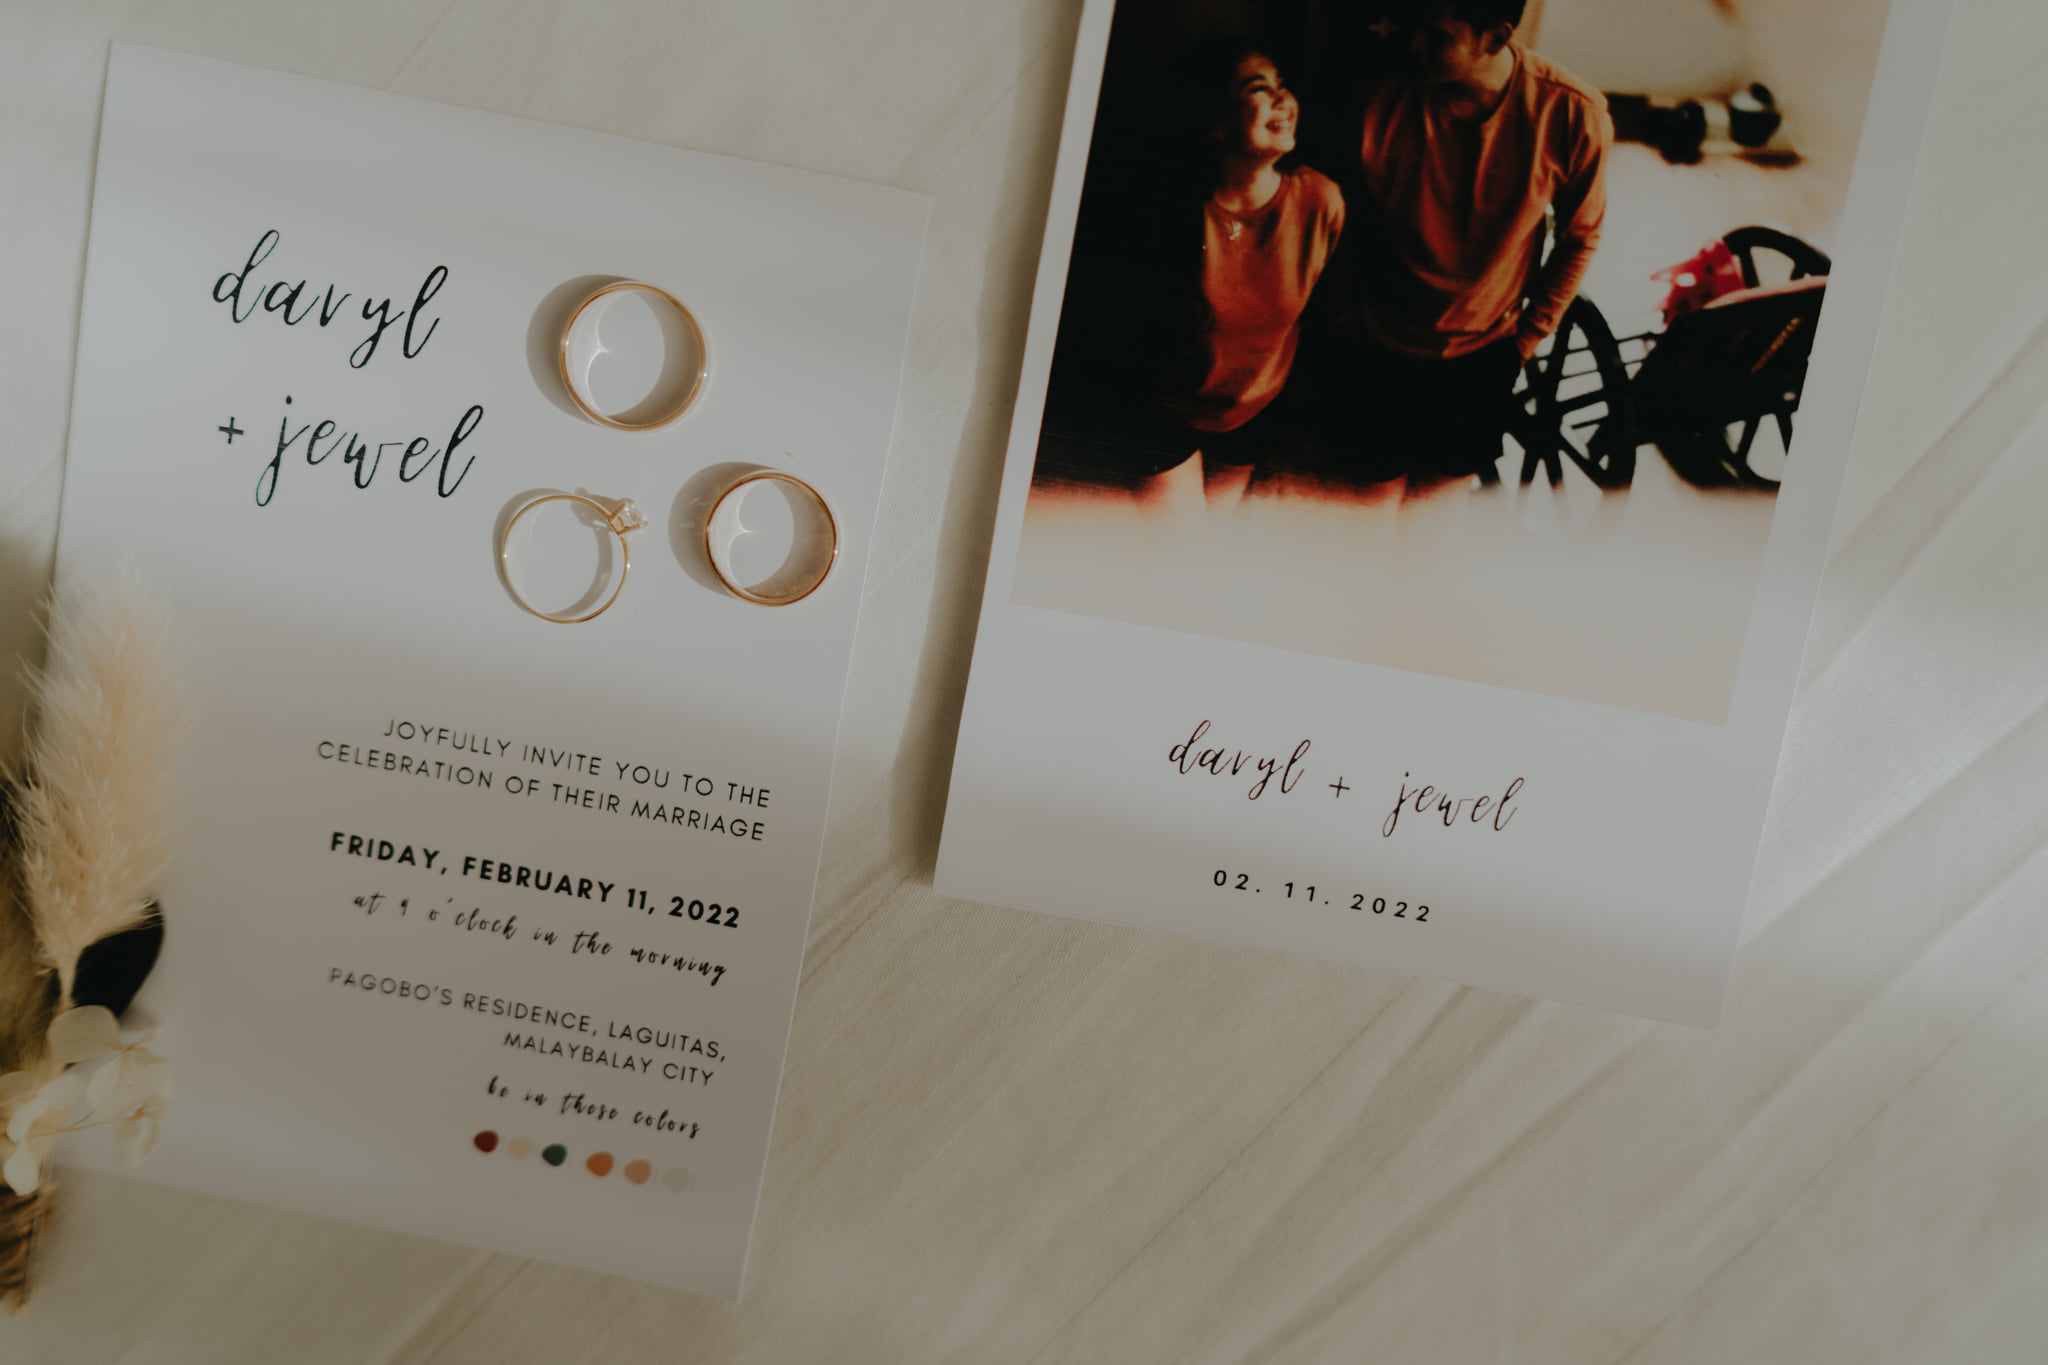 daryl
+ jewel
JOYFULLY INVITE YOU TO THE
CELEBRATION OF THEIR MARRIAGE
FRIDAY, FEBRUARY 11, 2022
at 9 o'clock in the morning
PAGOBO'S RESIDENCE, LAGUITAS,
MALAYBALAY CITY
be in these colors
daryl + jewel
02. 11. 2022